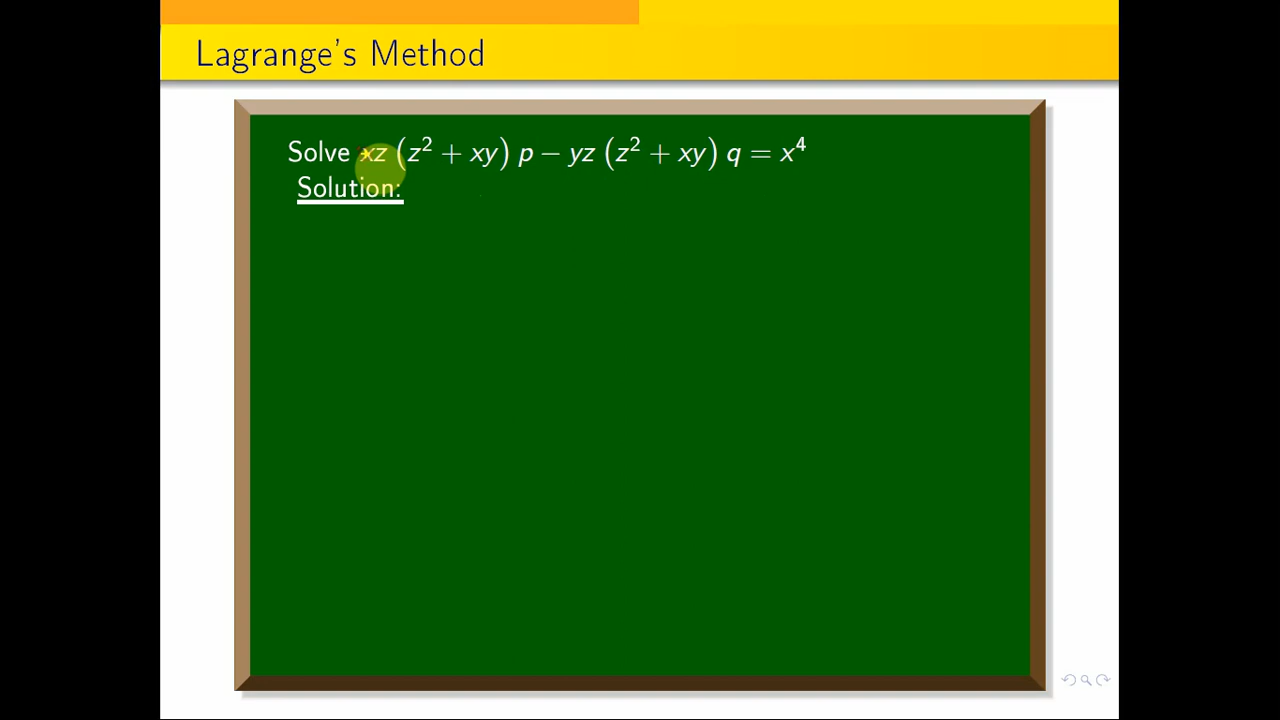 Lagrange's Method
Solve xz (z² + xy) p − yz (z² + xy) q = x⁴
Solution: